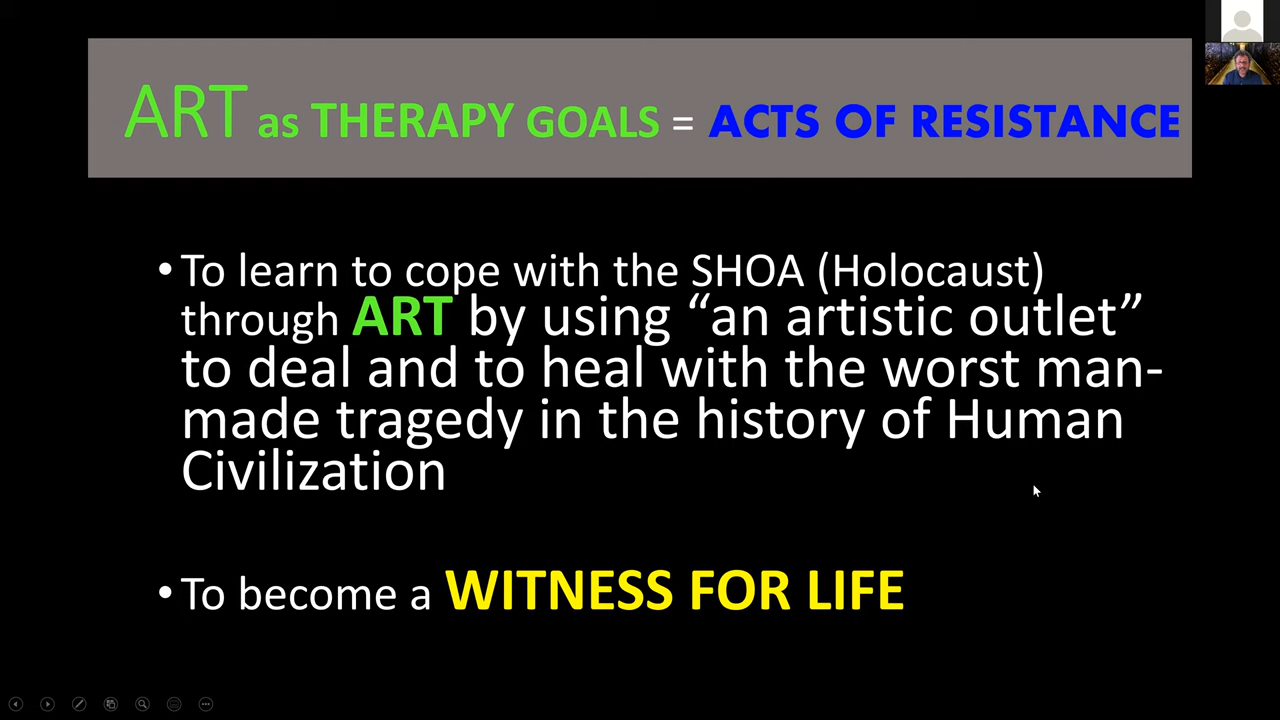 ART as THERAPY GOALS = ACTS OF RESISTANCE
• To learn to cope with the SHOA (Holocaust)
through ART by using “an artistic outlet”
to deal and to heal with the worst man-
made tragedy in the history of Human
Civilization
• To become a WITNESS FOR LIFE